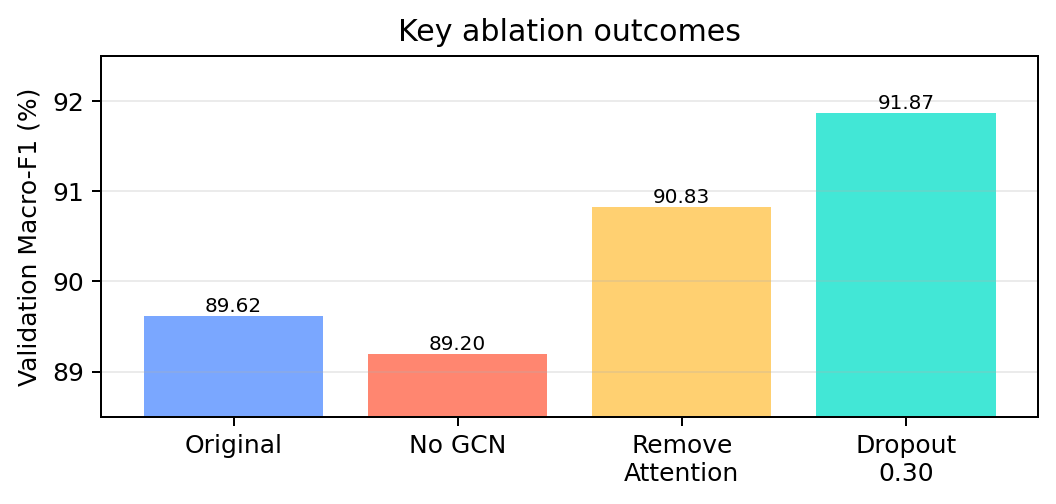 Key ablation outcomes
Validation Macro-F1 (%)
92
91
90
89
89.62
89.20
90.83
91.87
Original
No GCN
Remove
Attention
Dropout
0.30